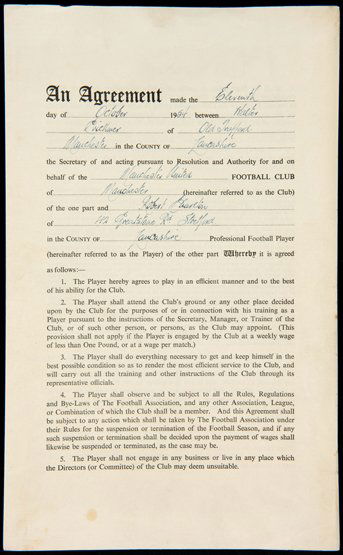 An Agreement made the Eleventh
day of October 1954 between Walter
Crickmer of Old Trafford
Manchester in the COUNTY OF Lancashire
the Secretary of and acting pursuant to Resolution and Authority for and on
behalf of the Manchester United FOOTBALL CLUB
of Manchester (hereinafter referred to as the Club)
of the one part and Robert Charlton
of Rd Stretford
in the COUNTY OF Lancashire Professional Football Player
(hereinafter referred to as the Player) of the other part Whereby it is agreed
as follows:—
1. The Player hereby agrees to play in an efficient manner and to the best
of his ability for the Club.
2. The Player shall attend the Club's ground or any other place decided
upon by the Club for the purposes of or in connection with his training as a
Player pursuant to the instructions of the Secretary, Manager, or Trainer of the
Club, or of such other person, or persons, as the Club may appoint. (This
provision shall not apply if the Player is engaged by the Club at a weekly wage
of less than One Pound, or at a wage per match.)
3. The Player shall do everything necessary to get and keep himself in the
best possible condition so as to render the most efficient service to the Club, and
will carry out all the training and other instructions of the Club through its
representative officials.
4. The Player shall observe and be subject to all the Rules, Regulations
and Bye-Laws of The Football Association, and any other Association, League,
or Combination of which the Club shall be a member. And this Agreement shall
be subject to any action which shall be taken by The Football Association under
their Rules for the suspension or termination of the Football Season, and if any
such suspension or termination shall be decided upon the payment of wages shall
likewise be suspended or terminated, as the case may be.
5. The Player shall not engage in any business or live in any place which
the Directors (or Committee) of the Club may deem unsuitable.